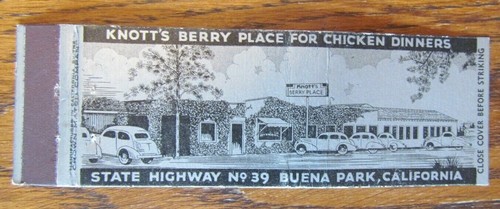 KNOTT'S BERRY PLACE FOR CHICKEN DINNERS
KNOTT'S
BERRY PLACE
STATE HIGHWAY Nº 39 BUENA PARK, CALIFORNIA
CLOSE COVER BEFORE STRIKING